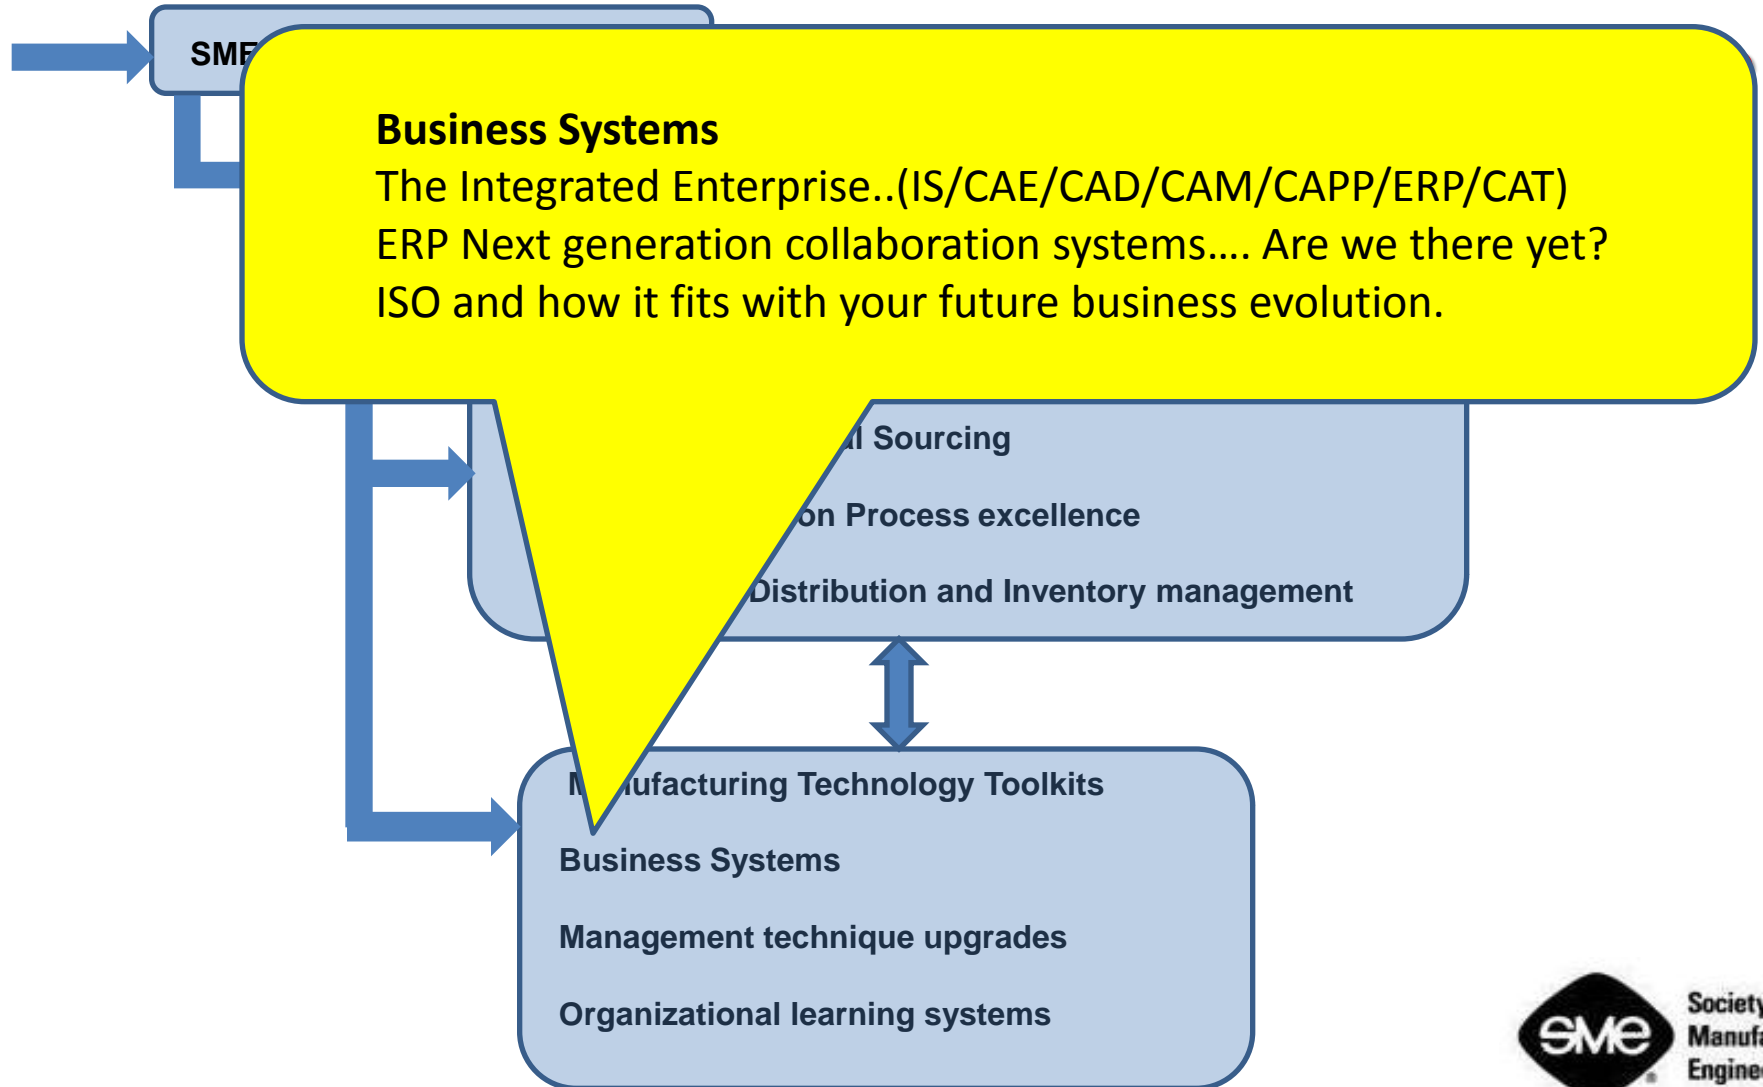 SME
Business Systems
The Integrated Enterprise..(IS/CAE/CAD/CAM/CAPP/ERP/CAT)
ERP Next generation collaboration systems…. Are we there yet?
ISO and how it fits with your future business evolution.
Sourcing
on Process excellence
Distribution and Inventory management
Manufacturing Technology Toolkits
Business Systems
Management technique upgrades
Organizational learning systems
SME
Society
Manufa
Engine